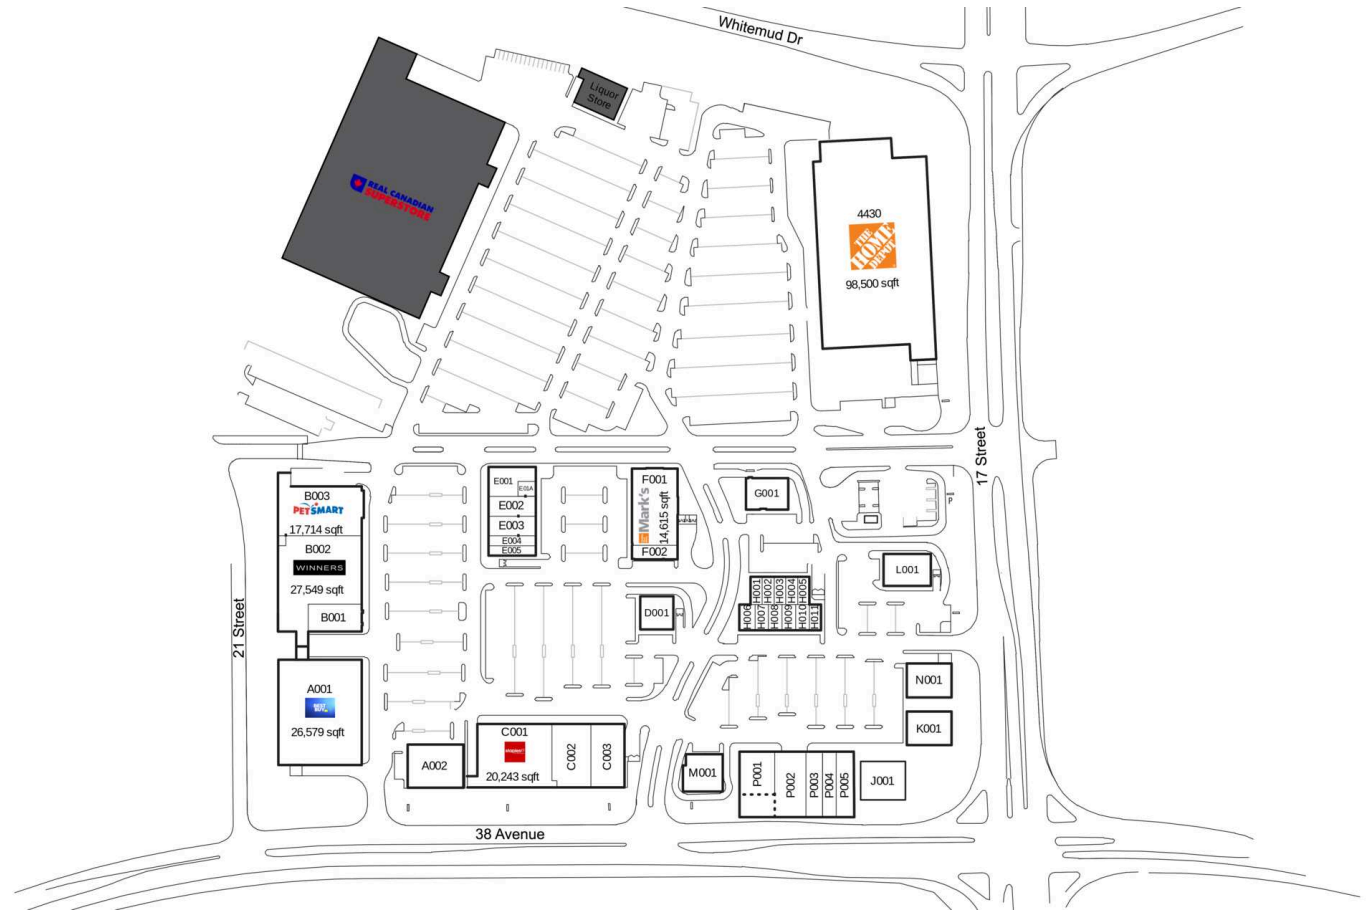 Whitemud Dr
Liquor
Store
REAL CANADIAN
SUPERSTORE
4430
THE
HOME
DEPOT
98,500 sqft
17 Street
B003
PETSMART
17,714 sqft
B002
WINNERS
27,549 sqft
B001
21 Street
A001
BEST
BUY
26,579 sqft
E001
E01A
E002
E003
E004
E005
F001
Mark's
14,615 sqft
F002
G001
P
L001
D001
H001
H002
H003
H004
H005
H006
H007
H008
H009
H010
H011
N001
K001
A002
C001
20,243 sqft
C002
C003
M001
P001
P002
P003
P004
P005
J001
38 Avenue